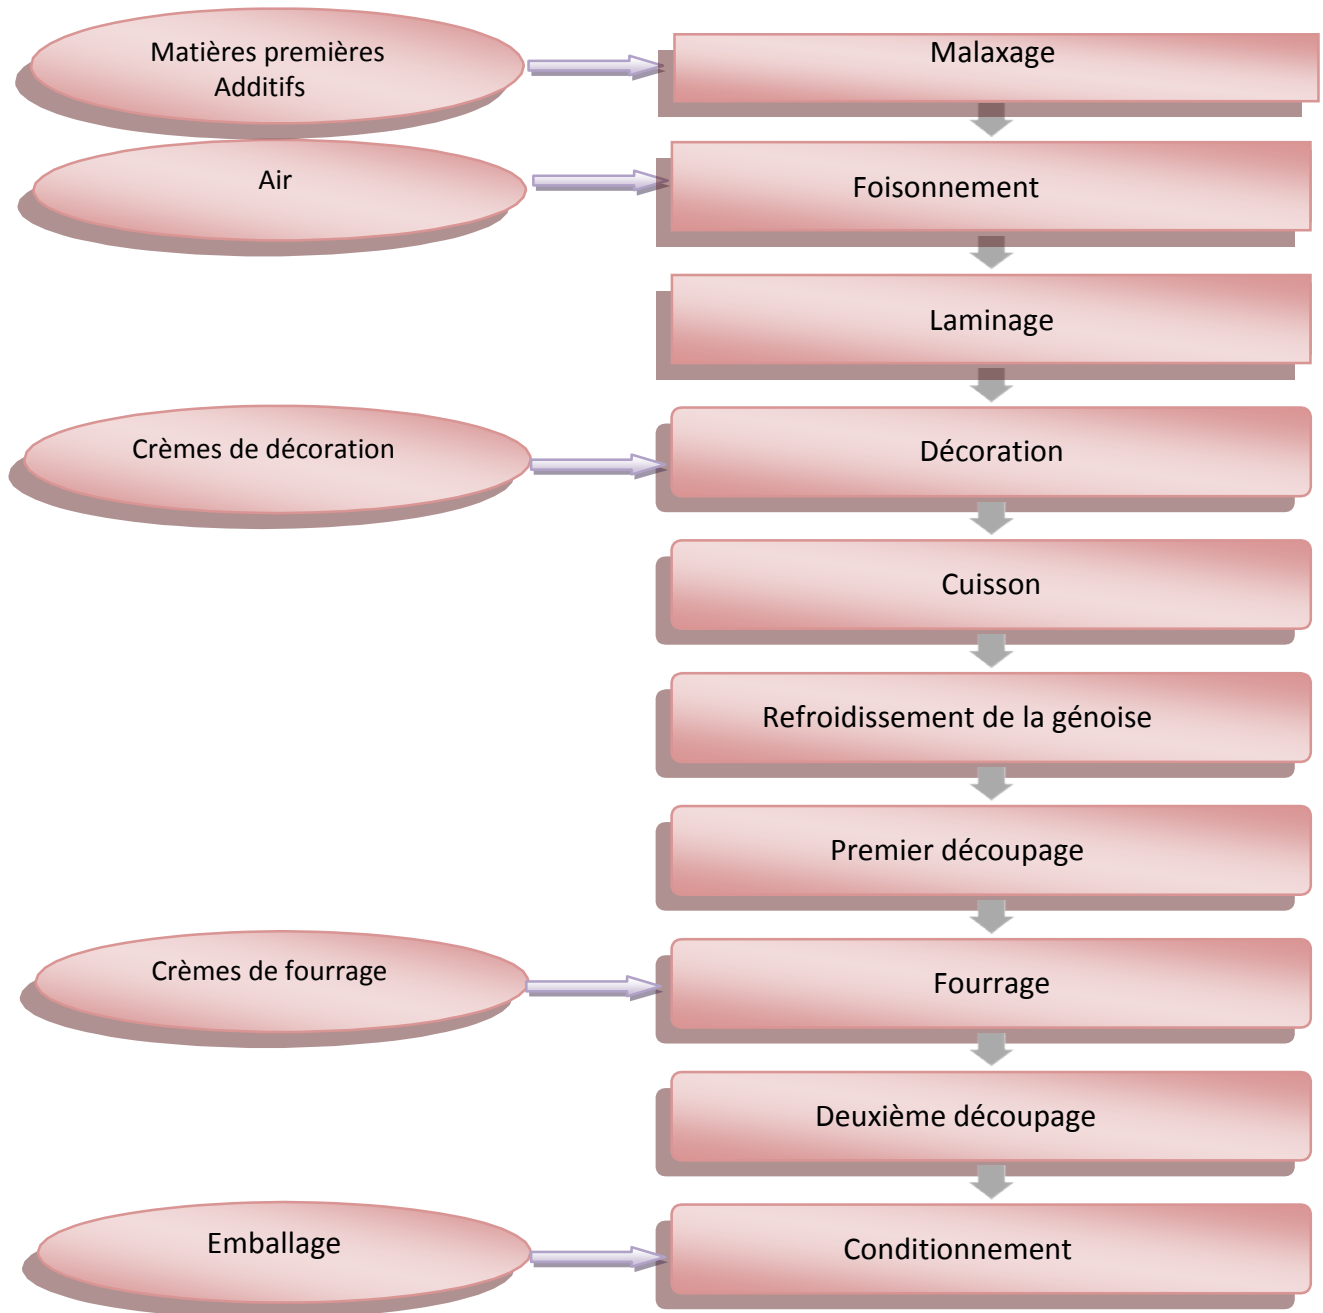 Matières premières
Additifs
Malaxage
Air
Foisonnement
Laminage
Crèmes de décoration
Décoration
Cuisson
Refroidissement de la génoise
Premier découpage
Crèmes de fourrage
Fourrage
Deuxième découpage
Emballage
Conditionnement